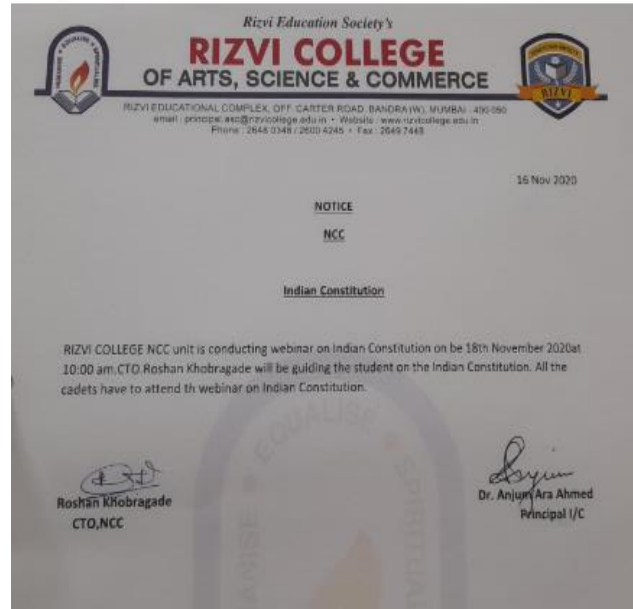 Rizvi Education Society's
RIZVI COLLEGE
OF ARTS, SCIENCE & COMMERCE
RIZVI EDUCATIONAL COMPLEX, OFF. CARTER ROAD, BANDRA (W), MUMBAI - 400 050
email : principal.asc@rizvicollege.edu.in • Website : www.rizvicollege.edu.in
Phone : 2648 0348 / 2600 4245 • Fax : 2649 7448
RIZVI
16 Nov 2020
NOTICE
NCC
Indian Constitution
RIZVI COLLEGE NCC unit is conducting webinar on Indian Constitution on be 18th November 2020at
10:00 am.CTO.Roshan Khobragade will be guiding the student on the Indian Constitution. All the
cadets have to attend th webinar on Indian Constitution.
EQUALISE
SPIRITUAL
Roshan Khobragade
CTO,NCC
Dr. Anjum Ara Ahmed
Principal I/C